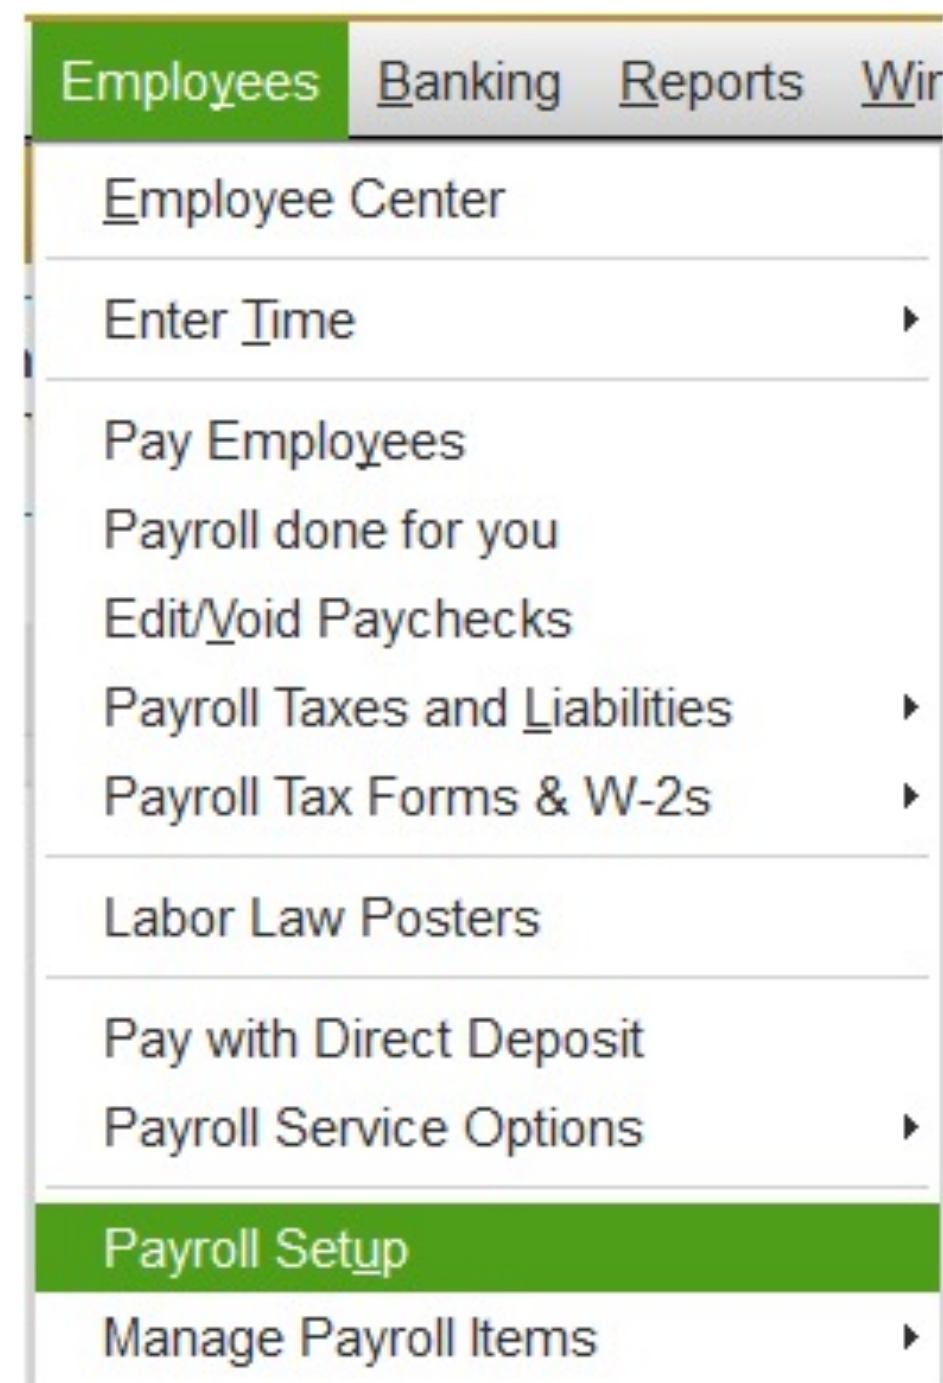 Employees Banking Reports
Employee Center
Enter Time
Pay Employees
Payroll done for you
Edit/Void Paychecks
Payroll Taxes and Liabilities
Payroll Tax Forms & W-2s
Labor Law Posters
Pay with Direct Deposit
Payroll Service Options
Payroll Setup
Manage Payroll Items